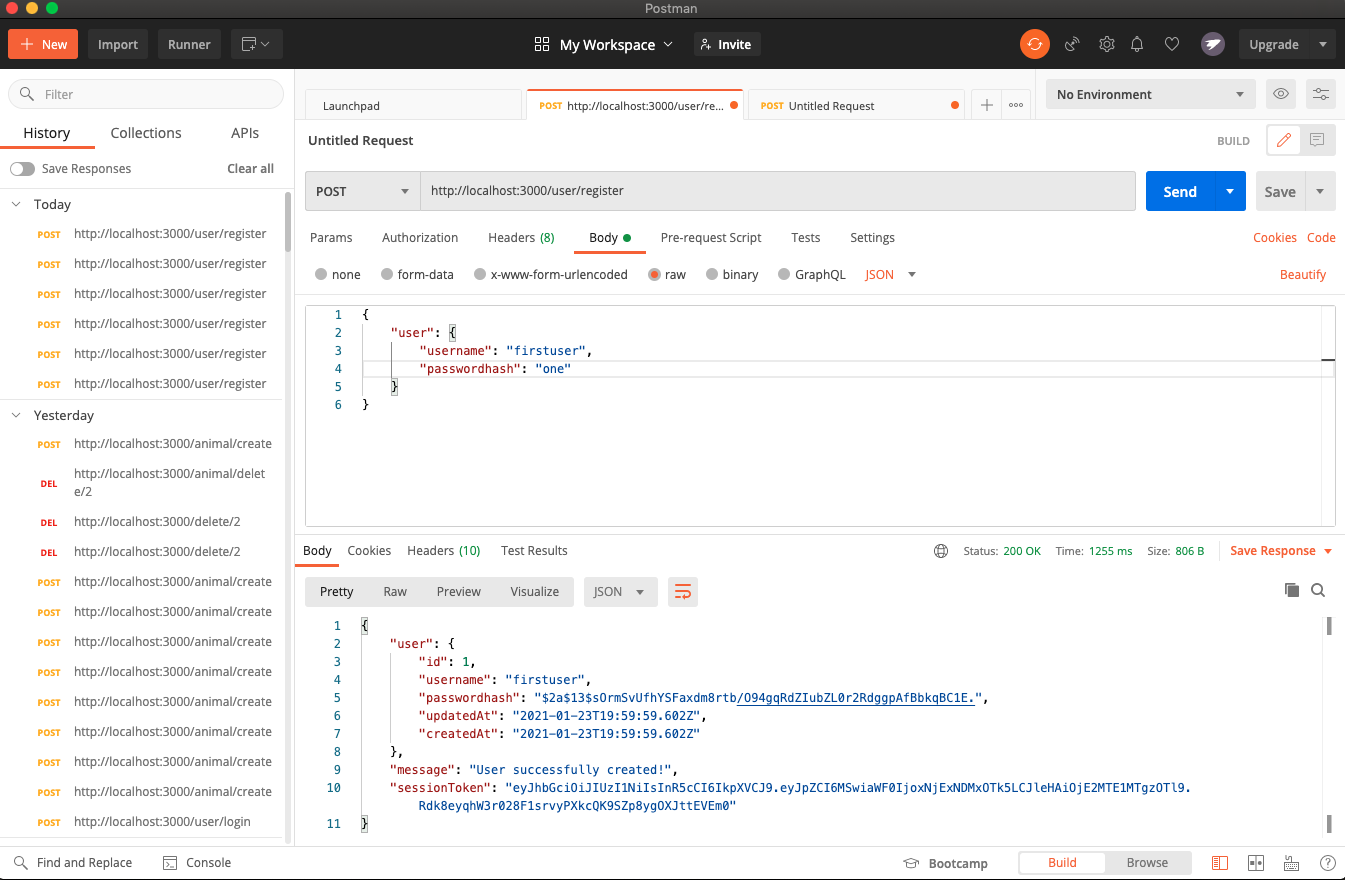 Postman
New
Import
Runner
My Workspace
Invite
Upgrade
Filter
History
Collections
APIs
Save Responses
Clear all
Today
POST http://localhost:3000/user/register
POST http://localhost:3000/user/register
POST http://localhost:3000/user/register
POST http://localhost:3000/user/register
POST http://localhost:3000/user/register
POST http://localhost:3000/user/register
Yesterday
POST http://localhost:3000/animal/create
DEL http://localhost:3000/animal/delet
e/2
DEL http://localhost:3000/delete/2
DEL http://localhost:3000/delete/2
POST http://localhost:3000/animal/create
POST http://localhost:3000/animal/create
POST http://localhost:3000/animal/create
POST http://localhost:3000/animal/create
POST http://localhost:3000/animal/create
POST http://localhost:3000/animal/create
POST http://localhost:3000/animal/create
POST http://localhost:3000/animal/create
POST http://localhost:3000/user/login
Launchpad
POST http://localhost:3000/user/re...
POST Untitled Request
No Environment
Untitled Request
BUILD
POST
http://localhost:3000/user/register
Send
Save
Params
Authorization
Headers (8)
Body
Pre-request Script
Tests
Settings
Cookies
Code
none
form-data
x-www-form-urlencoded
raw
binary
GraphQL
JSON
Beautify
1 {
2 "user": {
3 "username": "firstuser",
4 "passwordhash": "one"
5 }
6 }
Body
Cookies
Headers (10)
Test Results
Status: 200 OK
Time: 1255 ms
Size: 806 B
Save Response
Pretty
Raw
Preview
Visualize
JSON
1 {
2 "user": {
3 "id": 1,
4 "username": "firstuser",
5 "passwordhash": "$2a$13$sOrmSvUfhYSFaxdm8rtb/O94gqRdZIubZL0r2RdggpAfBbkqBC1E.",
6 "updatedAt": "2021-01-23T19:59:59.602Z",
7 "createdAt": "2021-01-23T19:59:59.602Z"
8 },
9 "message": "User successfully created!",
10 "sessionToken": "eyJhbGciOiJIUzI1NiIsInR5cCI6IkpXVCJ9.eyJpZCI6MSwiaWF0IjoxNjExNDMxOTk5LCJleHAiOjE2MTE1MTgzOTl9.
Rdk8eyqhW3r028F1srvyPXkcQK9SZp8ygOXJttEVEm0"
11 }
Find and Replace
Console
Bootcamp
Build
Browse